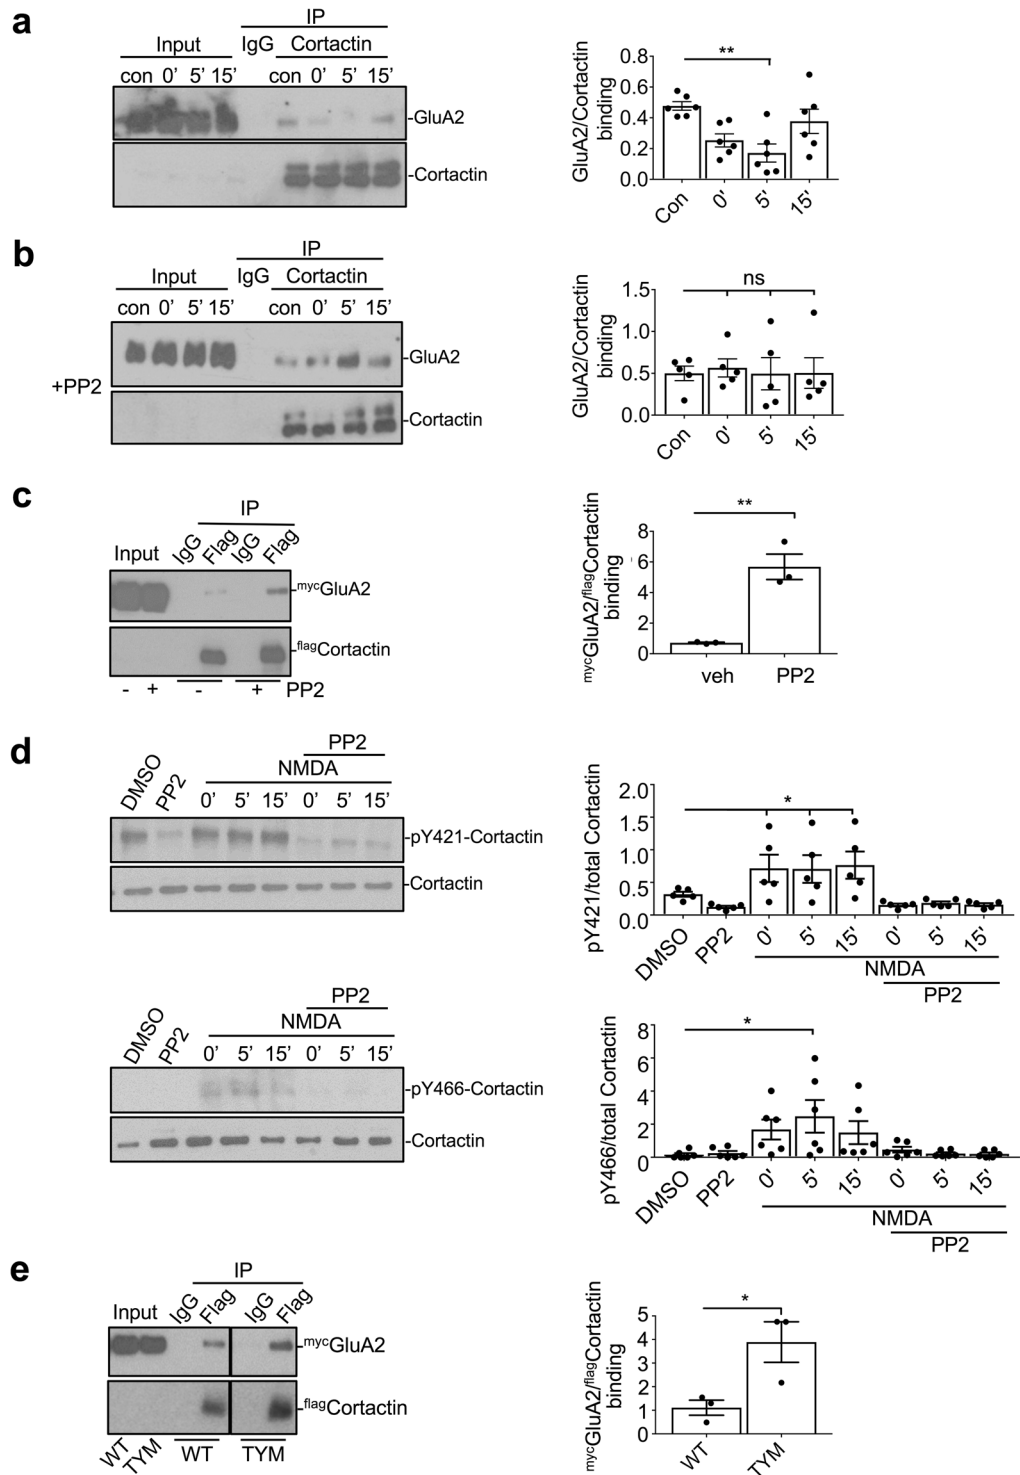 a
IP
Input IgG Cortactin
con 0' 5' 15' con 0' 5' 15'
-GluA2
-Cortactin
GluA2/Cortactin
binding
0.8
0.6
0.4
0.2
0.0
**
Con 0' 5' 15'
b
IP
Input IgG Cortactin
con 0' 5' 15' con 0' 5' 15'
+PP2
-GluA2
-Cortactin
GluA2/Cortactin
binding
1.5
1.0
0.5
0.0
ns
Con 0' 5' 15'
c
IP
Input IgG Flag IgG Flag
-mycGluA2
-flagCortactin
- + - + PP2
mycGluA2/flagCortactin
binding
8
6
4
2
0
**
veh PP2
d
PP2
NMDA
DMSO PP2 0' 5' 15' 0' 5' 15'
-pY421-Cortactin
-Cortactin
pY421/total Cortactin
2.0
1.5
1.0
0.5
0.0
*
DMSO PP2 0' 5' 15' 0' 5' 15'
NMDA
PP2
PP2
NMDA
DMSO PP2 0' 5' 15' 0' 5' 15'
-pY466-Cortactin
-Cortactin
pY466/total Cortactin
8
6
4
2
0
*
DMSO PP2 0' 5' 15' 0' 5' 15'
NMDA
PP2
e
IP
Input IgG Flag IgG Flag
-mycGluA2
-flagCortactin
WT TYM WT TYM
mycGluA2/flagCortactin
binding
5
4
3
2
1
0
*
WT TYM